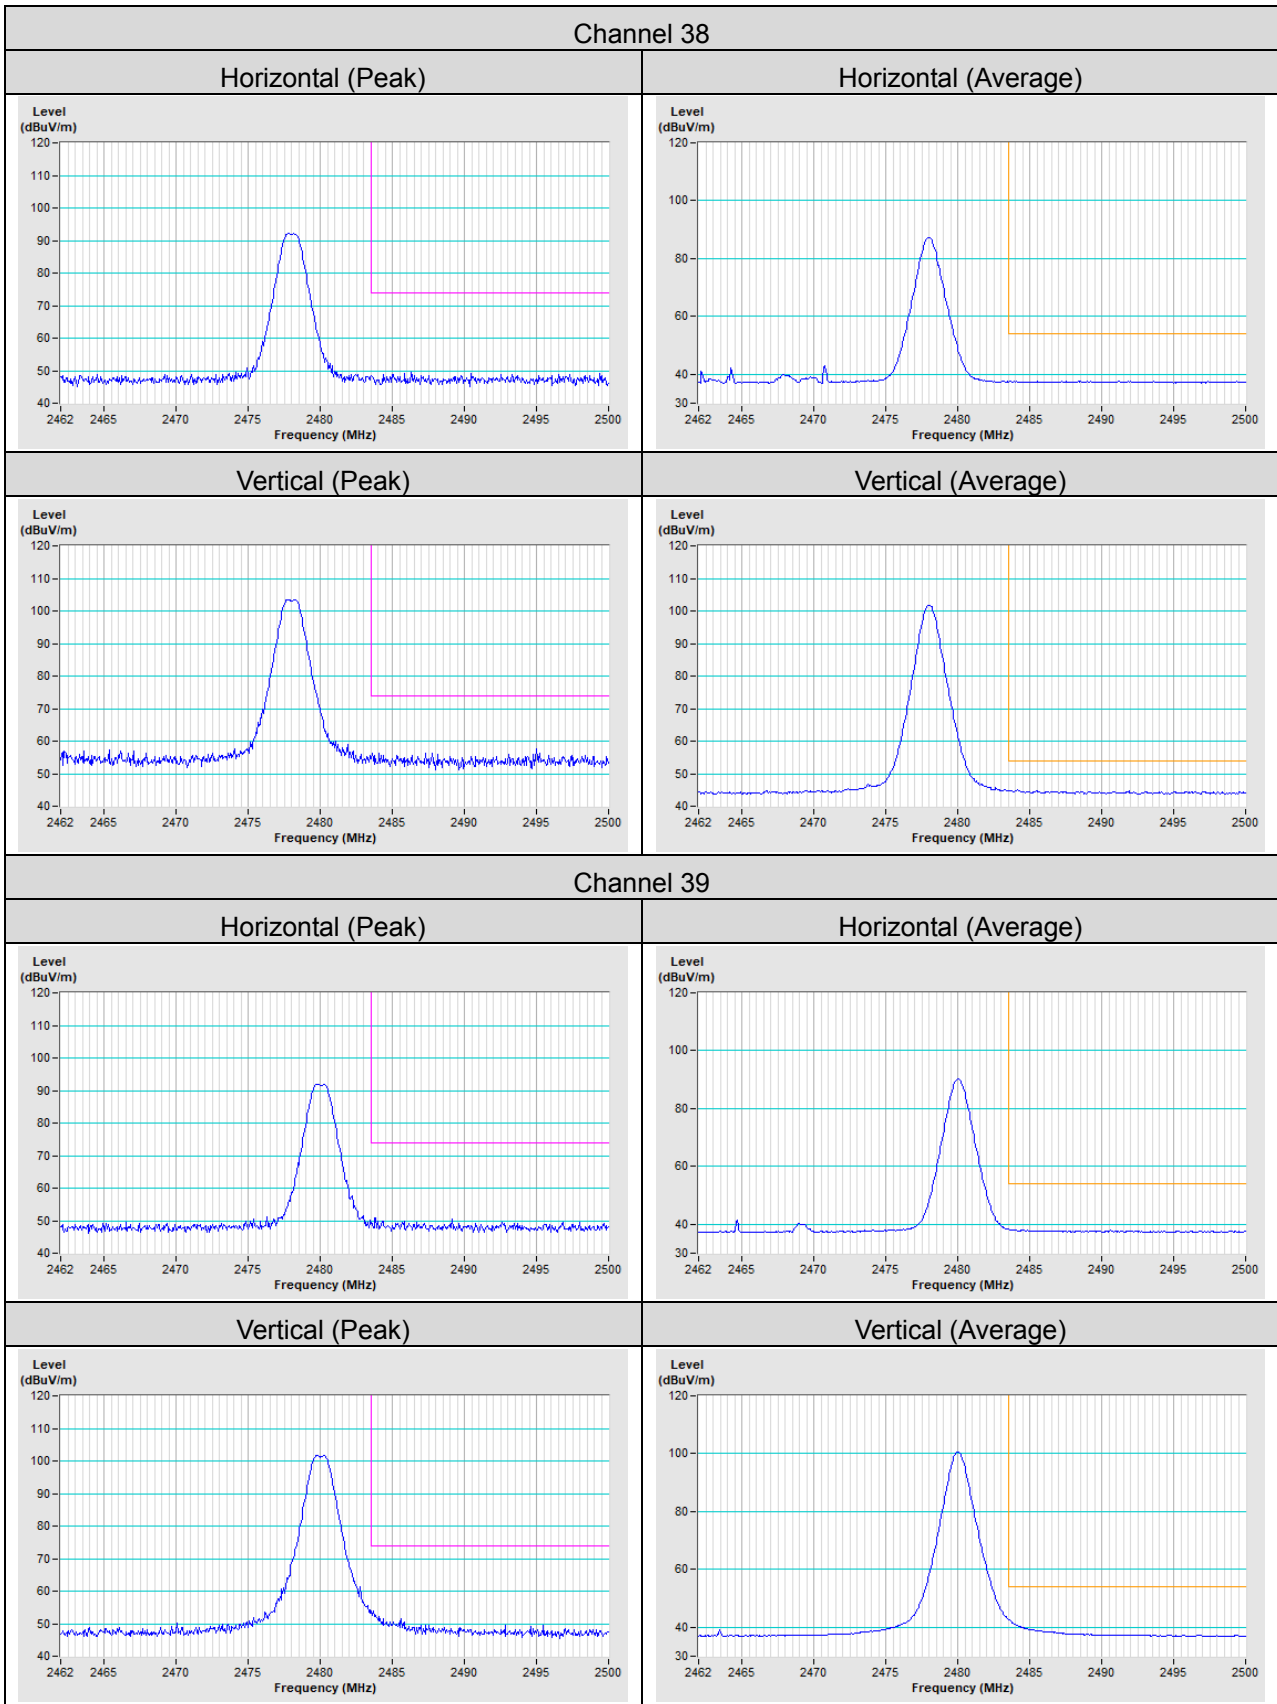 Channel 38
Horizontal (Peak) Horizontal (Average)
Level Level
(dBuV/m) (dBuV/m)
120 120
110
100 100
90
80 80
70
60 60
50
40 40
30
2462 2465 2470 2475 2480 2485 2490 2495 2500 2462 2465 2470 2475 2480 2485 2490 2495 2500
Frequency (MHz) Frequency (MHz)
Vertical (Peak) Vertical (Average)
Level Level
(dBuV/m) (dBuV/m)
120 120
110 110
100 100
90 90
80 80
70 70
60 60
50 50
40 40
2462 2465 2470 2475 2480 2485 2490 2495 2500 2462 2465 2470 2475 2480 2485 2490 2495 2500
Frequency (MHz) Frequency (MHz)
Channel 39
Horizontal (Peak) Horizontal (Average)
Level Level
(dBuV/m) (dBuV/m)
120 120
110
100 100
90
80 80
70
60 60
50
40 40
30
2462 2465 2470 2475 2480 2485 2490 2495 2500 2462 2465 2470 2475 2480 2485 2490 2495 2500
Frequency (MHz) Frequency (MHz)
Vertical (Peak) Vertical (Average)
Level Level
(dBuV/m) (dBuV/m)
120 120
110
100 100
90
80 80
70
60 60
50
40 40
30
2462 2465 2470 2475 2480 2485 2490 2495 2500 2462 2465 2470 2475 2480 2485 2490 2495 2500
Frequency (MHz) Frequency (MHz)